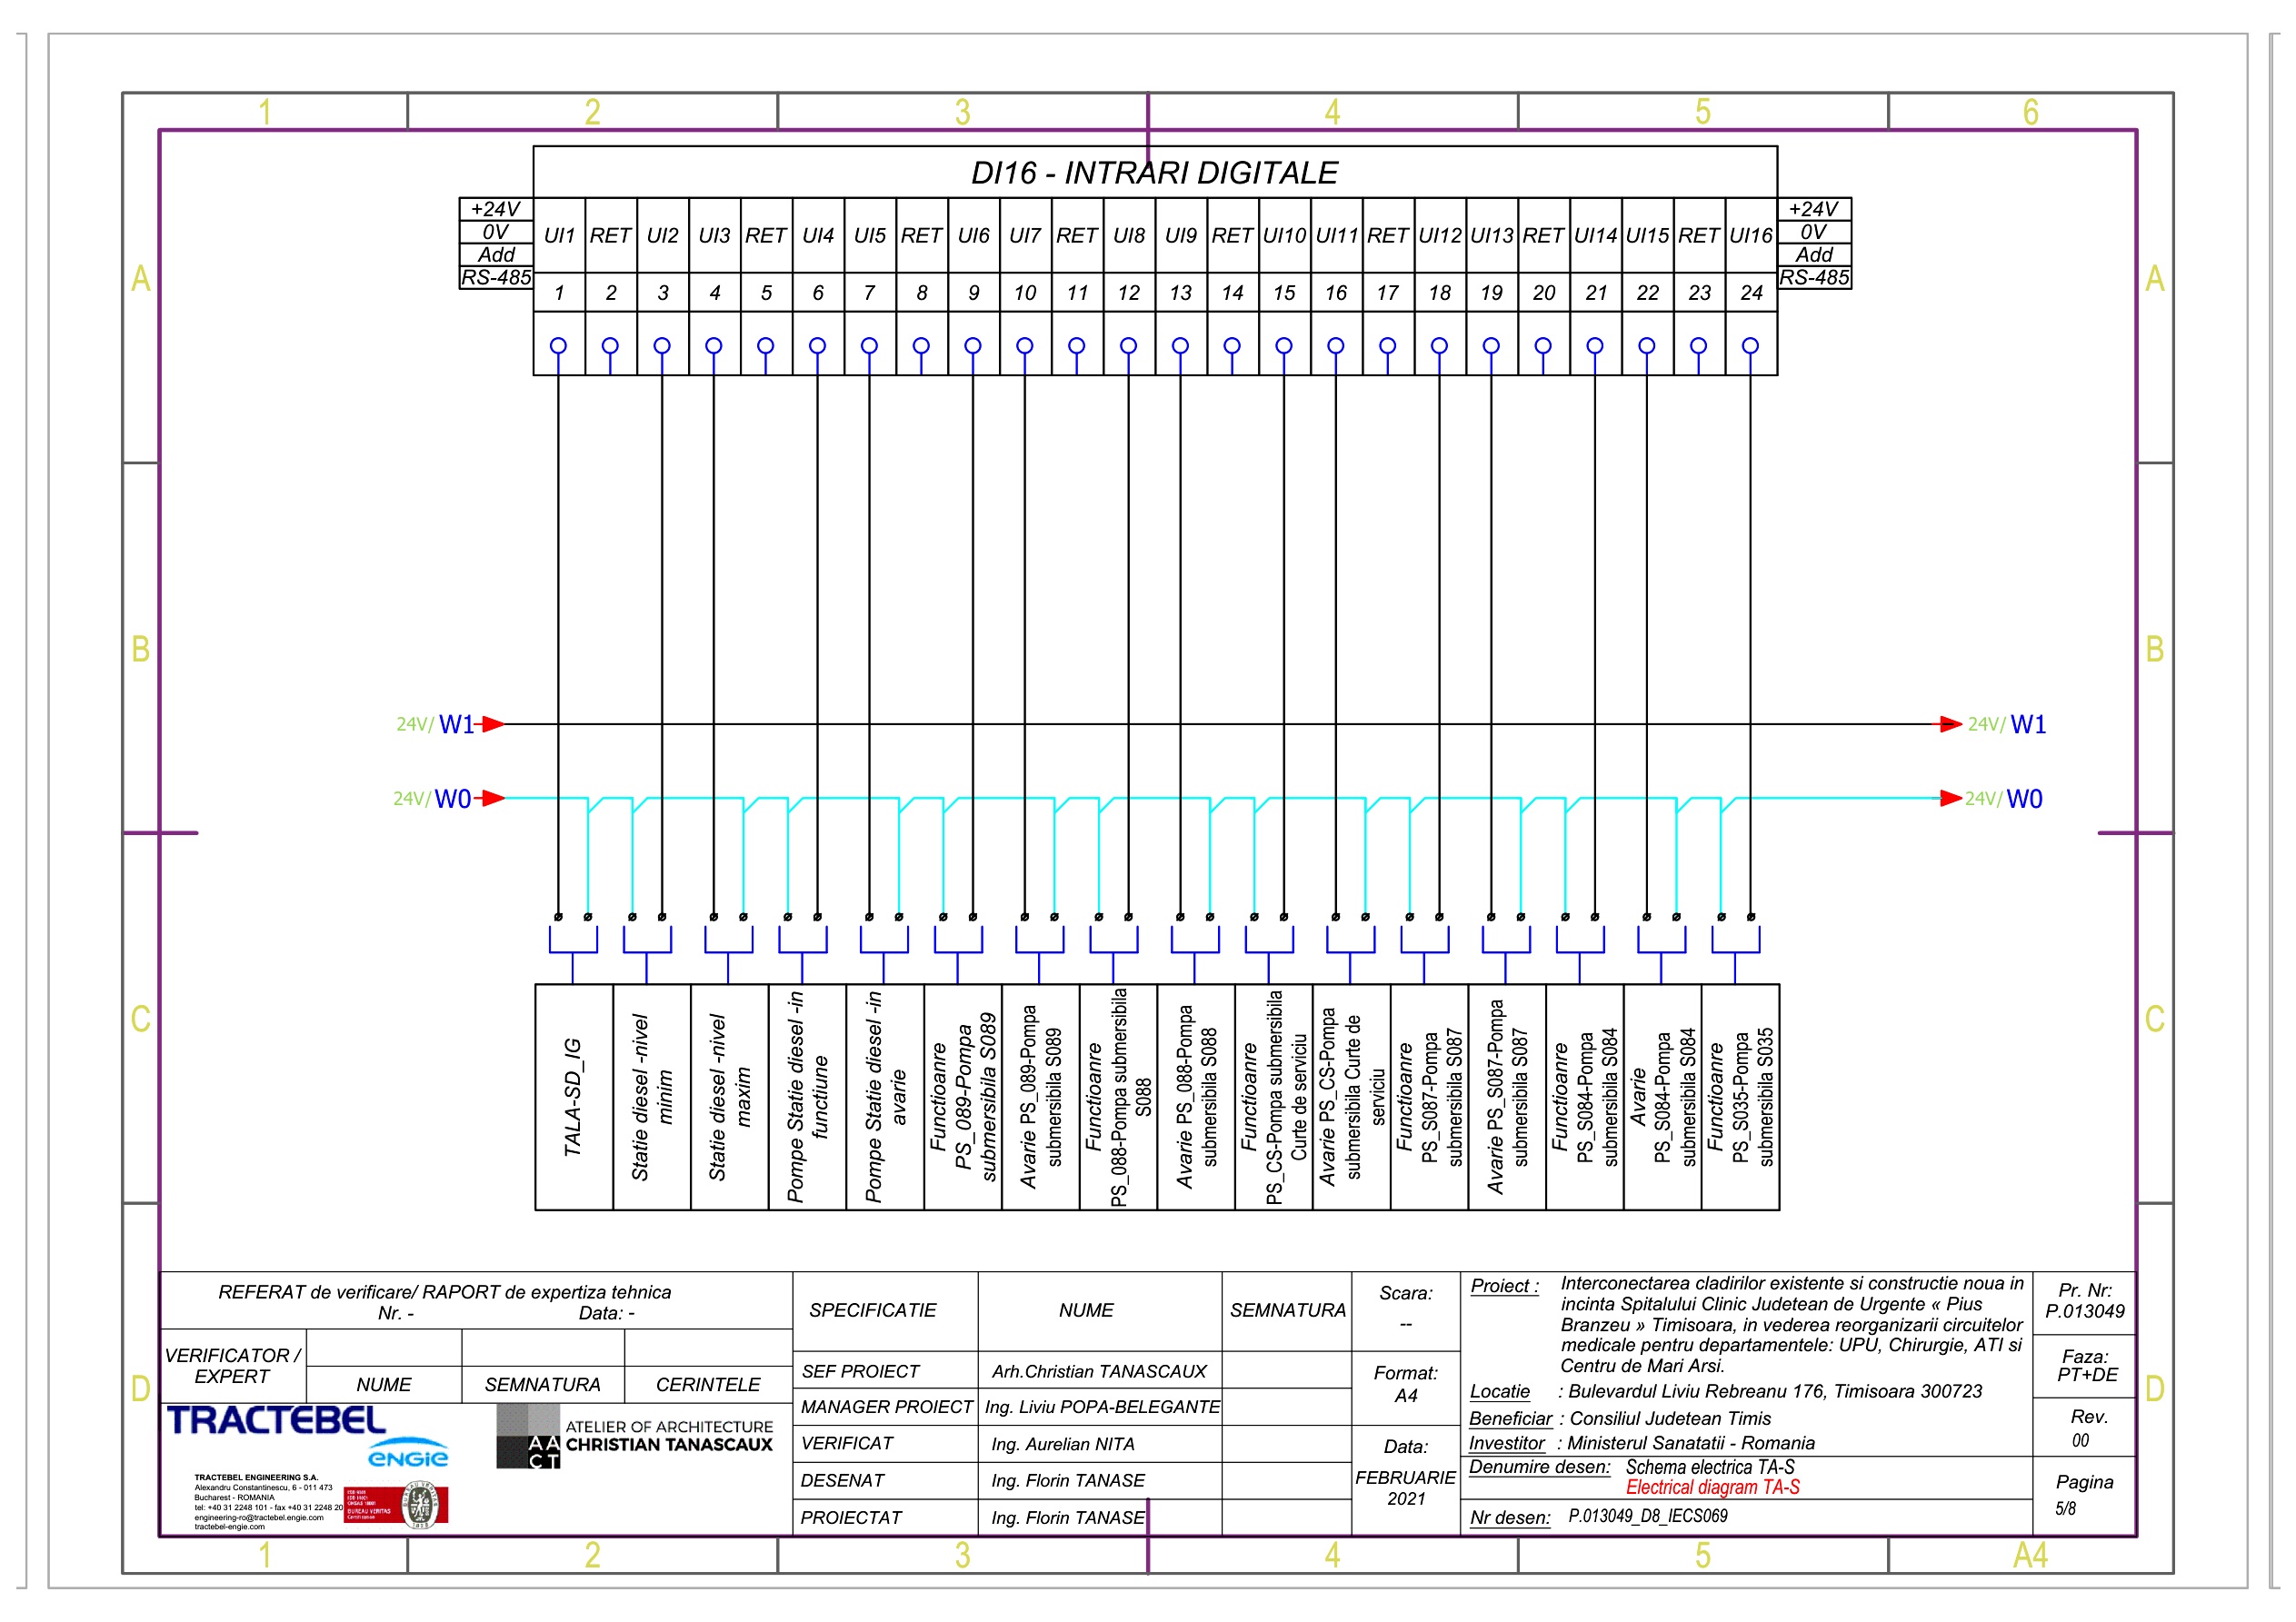 1 2 3 4 5 6
DI16 - INTRARI DIGITALE
+24V
0V
Add
RS-485
UI1 RET UI2 UI3 RET UI4 UI5 RET UI6 UI7 RET UI8 UI9 RET UI10 UI11 RET UI12 UI13 RET UI14 UI15 RET UI16
1 2 3 4 5 6 7 8 9 10 11 12 13 14 15 16 17 18 19 20 21 22 23 24
+24V
0V
Add
RS-485
A A
B B
24V/ W1 24V/ W1
24V/ W0 24V/ W0
C C
TALA-SD_IG
Statie diesel -nivel
minim
Statie diesel -nivel
maxim
Pompe Statie diesel -in
functiune
Pompe Statie diesel -in
avarie
Functioanre
PS_089-Pompa
submersibila S089
Avarie PS_089-Pompa
submersibila S089
Functioanre
PS_088-Pompa submersibila
S088
Avarie PS_088-Pompa
submersibila S088
Functioanre
PS_CS-Pompa submersibila
Curte de serviciu
Avarie PS_CS-Pompa
submersibila Curte de
serviciu
Functioanre
PS_S087-Pompa
submersibila S087
Avarie PS_S087-Pompa
submersibila S087
Functioanre
PS_S084-Pompa
submersibila S084
Avarie
PS_S084-Pompa
submersibila S084
Functioanre
PS_S035-Pompa
submersibila S035
D D
REFERAT de verificare/ RAPORT de expertiza tehnica
Nr. - Data: -
VERIFICATOR /
EXPERT
NUME SEMNATURA CERINTELE
TRACTEBEL
ENGIE
AACT
ATELIER OF ARCHITECTURE
CHRISTIAN TANASCAUX
TRACTEBEL ENGINEERING S.A.
Alexandru Constantinescu, 6 - 011 473
Bucharest - ROMANIA
tel: +40 31 2248 101 - fax +40 31 2248 20
engineering-ro@tractebel.engie.com
tractebel-engie.com
BUREAU VERITAS
SPECIFICATIE NUME SEMNATURA
SEF PROIECT Arh.Christian TANASCAUX
MANAGER PROIECT Ing. Liviu POPA-BELEGANTE
VERIFICAT Ing. Aurelian NITA
DESENAT Ing. Florin TANASE
PROIECTAT Ing. Florin TANASE
Scara:
--
Format:
A4
Data:
FEBRUARIE
2021
Proiect : Interconectarea cladirilor existente si constructie noua in
incinta Spitalului Clinic Judetean de Urgente « Pius
Branzeu » Timisoara, in vederea reorganizarii circuitelor
medicale pentru departamentele: UPU, Chirurgie, ATI si
Centru de Mari Arsi.
Locatie : Bulevardul Liviu Rebreanu 176, Timisoara 300723
Beneficiar : Consiliul Judetean Timis
Investitor : Ministerul Sanatatii - Romania
Denumire desen: Schema electrica TA-S
Electrical diagram TA-S
Nr desen: P.013049_D8_IECS069
Pr. Nr:
P.013049
Faza:
PT+DE
Rev.
00
Pagina
5/8
1 2 3 4 5 A4